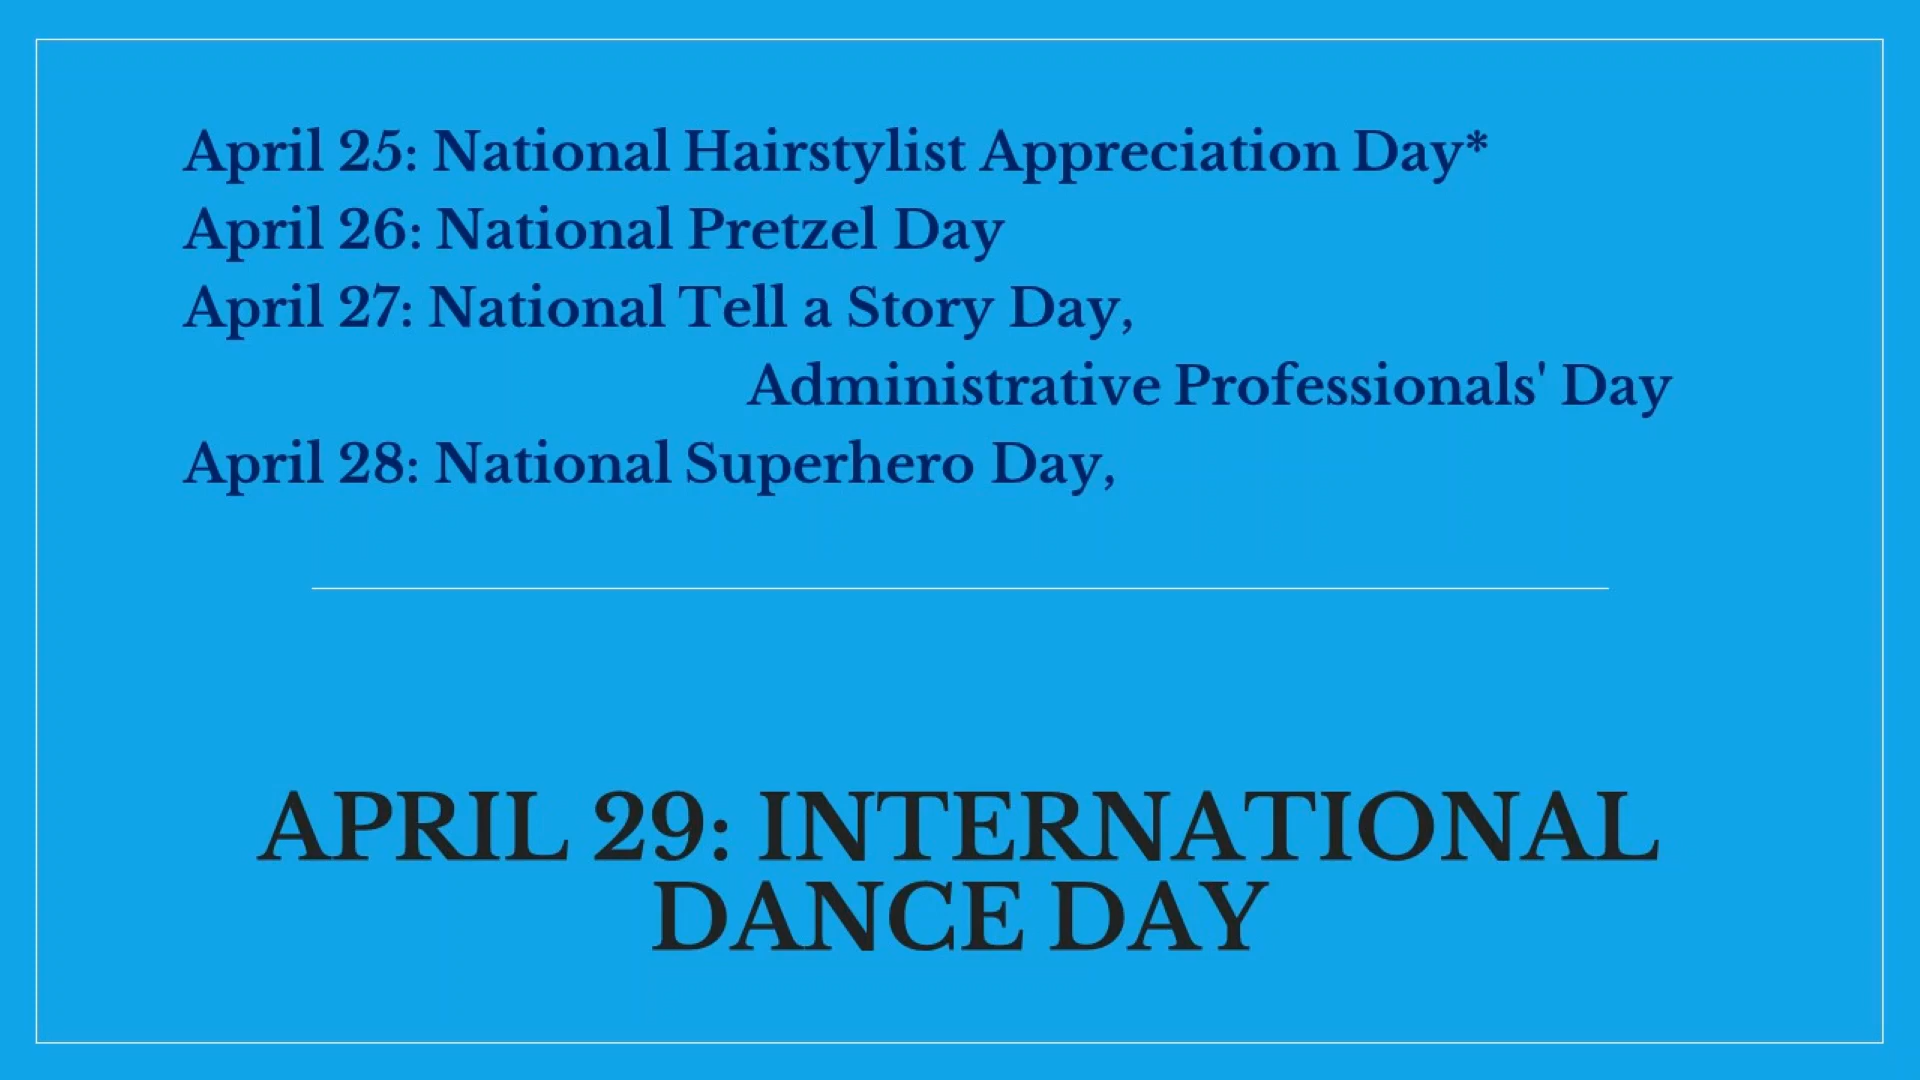 April 25: National Hairstylist Appreciation Day*
April 26: National Pretzel Day
April 27: National Tell a Story Day,
Administrative Professionals' Day
April 28: National Superhero Day,
APRIL 29: INTERNATIONAL
DANCE DAY